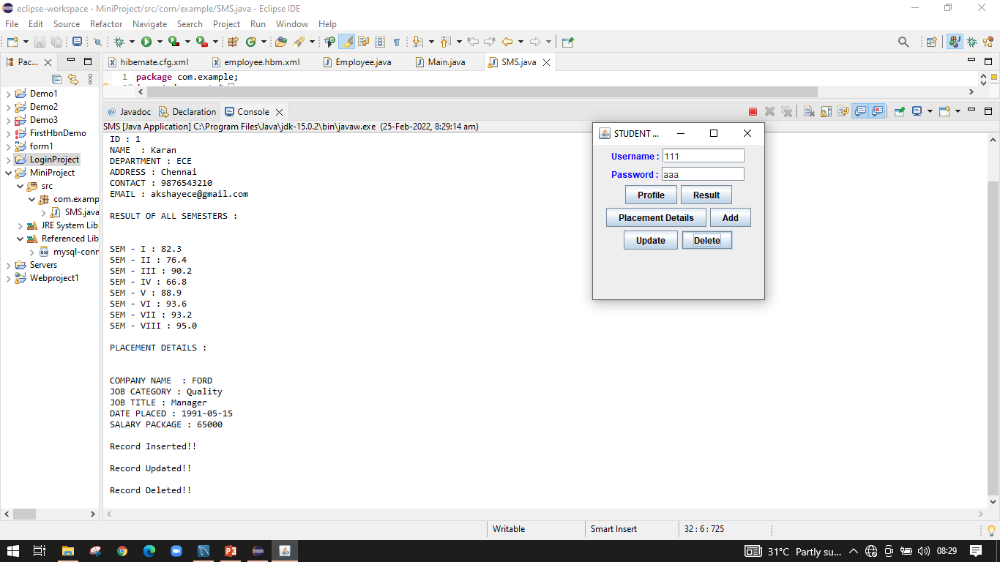 eclipse-workspace - MiniProject/src/com/example/SMS.java - Eclipse IDE
File Edit Source Refactor Navigate Search Project Run Window Help
Pac...
hibernate.cfg.xml employee.hbm.xml Employee.java Main.java SMS.java
1 package com.example;
Demo1
Demo2
Demo3
FirstHbnDemo
form1
LoginProject
MiniProject
src
com.examp
SMS.java
JRE System Lib
Referenced Lib
mysql-conn
Servers
Webproject1
@ Javadoc Declaration Console
SMS [Java Application] C:\Program Files\Java\jdk-15.0.2\bin\javaw.exe (25-Feb-2022, 8:29:14 am)
ID : 1
NAME : Karan
DEPARTMENT : ECE
ADDRESS : Chennai
CONTACT : 9876543210
EMAIL : akshayece@gmail.com
RESULT OF ALL SEMESTERS :
SEM - I : 82.3
SEM - II : 76.4
SEM - III : 90.2
SEM - IV : 66.8
SEM - V : 88.9
SEM - VI : 93.6
SEM - VII : 93.2
SEM - VIII : 95.0
PLACEMENT DETAILS :
COMPANY NAME : FORD
JOB CATEGORY : Quality
JOB TITLE : Manager
DATE PLACED : 1991-05-15
SALARY PACKAGE : 65000
Record Inserted!!
Record Updated!!
Record Deleted!!
STUDENT ...
Username : 111
Password : aaa
Profile Result
Placement Details Add
Update Delete
Writable Smart Insert 32 : 6 : 725
31°C Partly su... 08:29